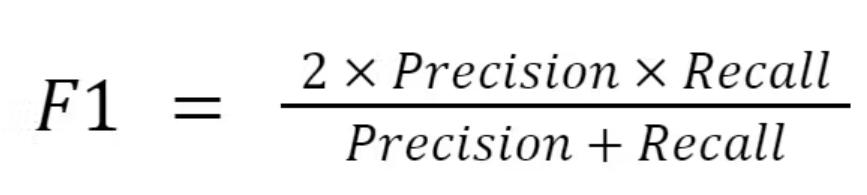 F1 = 2 × Precision × Recall
Precision + Recall